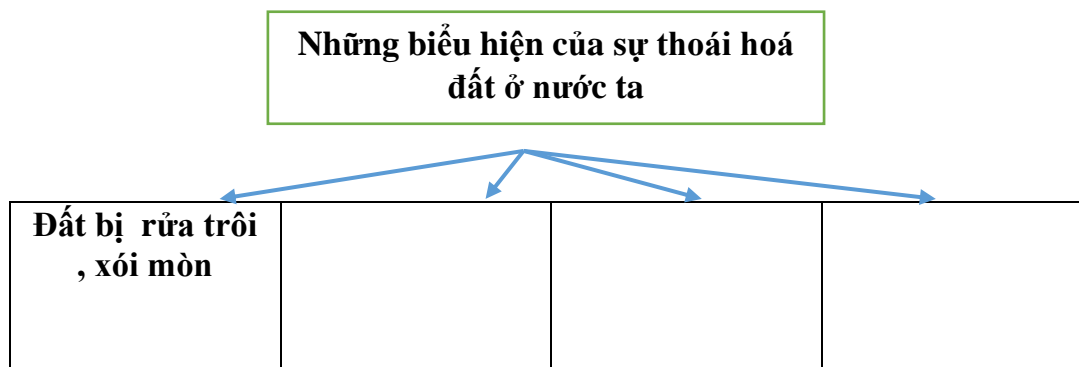 Những biểu hiện của sự thoái hoá
đất ở nước ta
Đất bị rửa trôi
, xói mòn